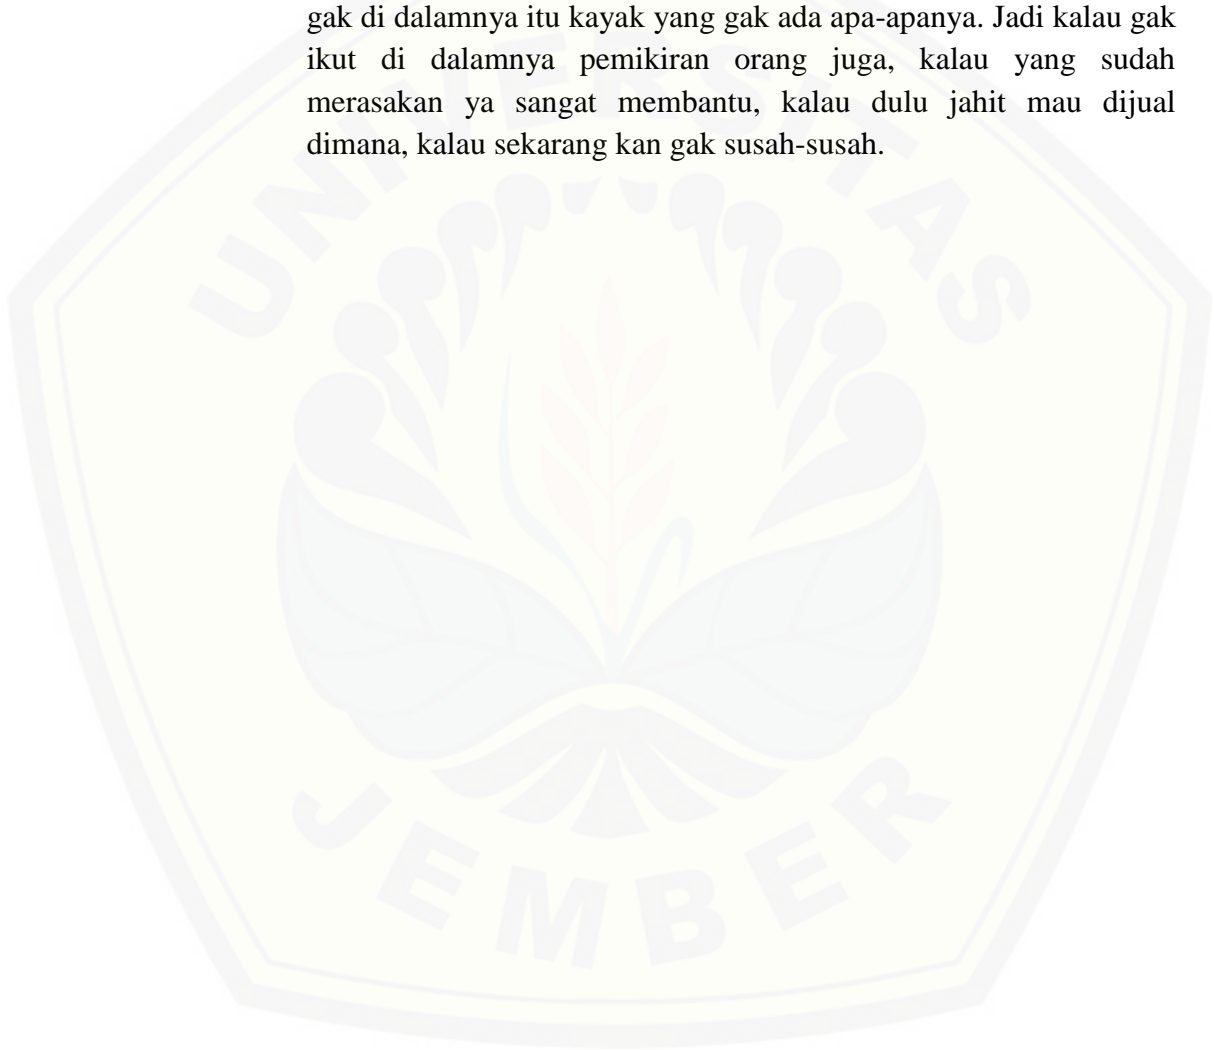 gak di dalamnya itu kayak yang gak ada apa-apanya. Jadi kalau gak
ikut di dalamnya pemikiran orang juga, kalau yang sudah
merasakan ya sangat membantu, kalau dulu jahit mau dijual
dimana, kalau sekarang kan gak susah-susah.
UNIVERSITAS
JEMBER